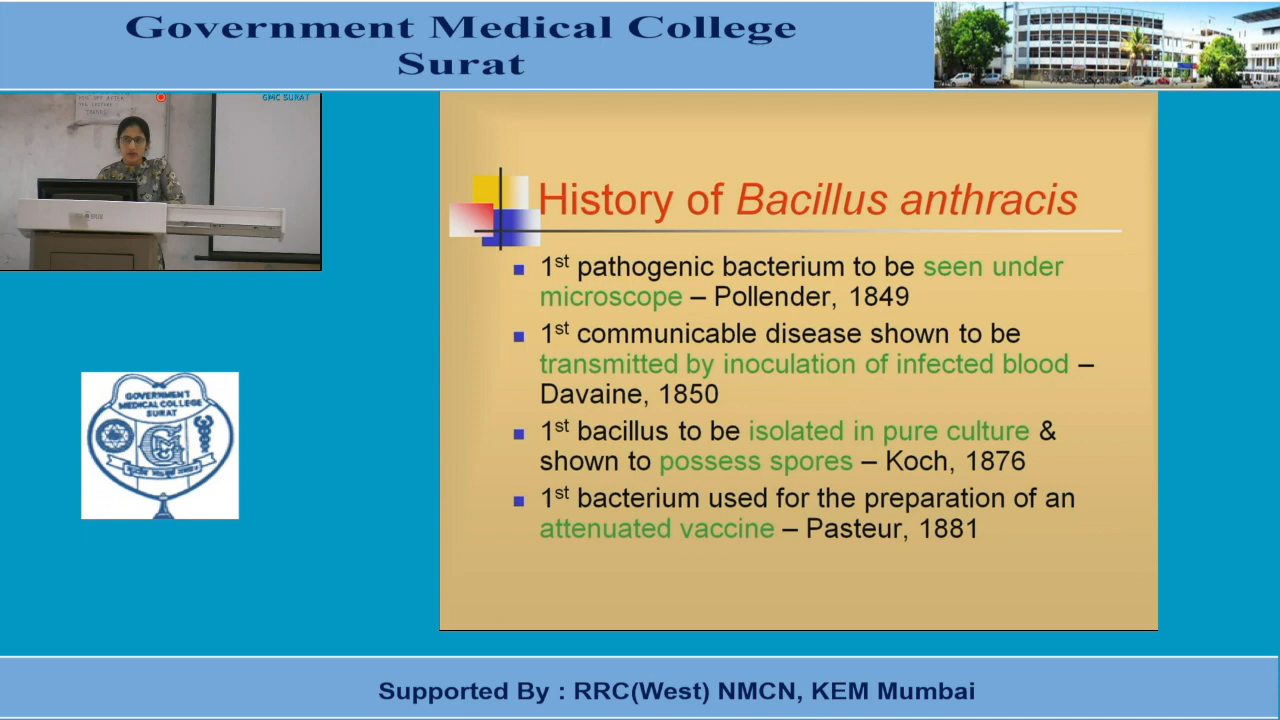 Government Medical College
Surat
GMC SURAT
History of Bacillus anthracis
1st pathogenic bacterium to be seen under
microscope – Pollender, 1849
1st communicable disease shown to be
transmitted by inoculation of infected blood –
Davaine, 1850
1st bacillus to be isolated in pure culture &
shown to possess spores – Koch, 1876
1st bacterium used for the preparation of an
attenuated vaccine – Pasteur, 1881
GOVERNMENT
MEDICAL COLLEGE
SURAT
Supported By : RRC(West) NMCN, KEM Mumbai